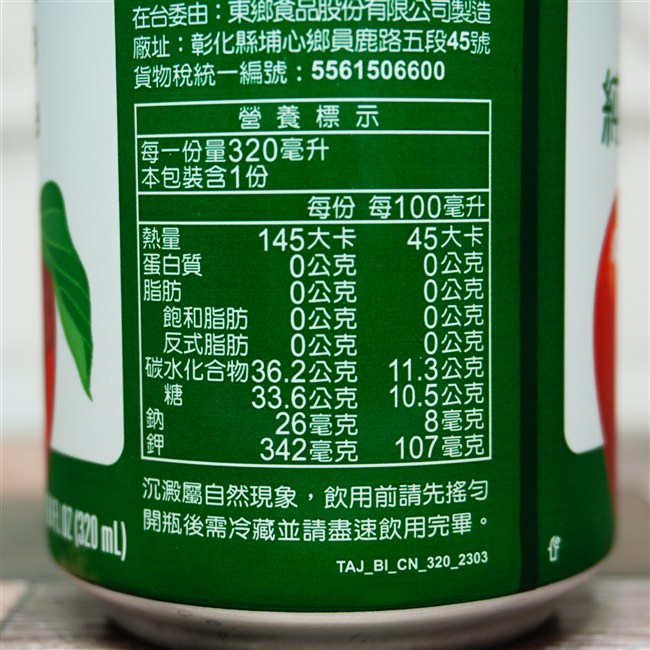 在台委由：東鄉食品股份有限公司製造
廠址：彰化縣埔心鄉員鹿路五段45號
貨物稅統一編號：5561506600
營養標示
每一份量320毫升
本包裝含1份
每份 每100毫升
熱量 145大卡 45大卡
蛋白質 0公克 0公克
脂肪 0公克 0公克
飽和脂肪 0公克 0公克
反式脂肪 0公克 0公克
碳水化合物 36.2公克 11.3公克
糖 33.6公克 10.5公克
鈉 26毫克 8毫克
鉀 342毫克 107毫克
沉澱屬自然現象，飲用前請先搖勻
開瓶後需冷藏並請盡速飲用完畢。
TAJ_BI_CN_320_2303
OZ (320 mL)